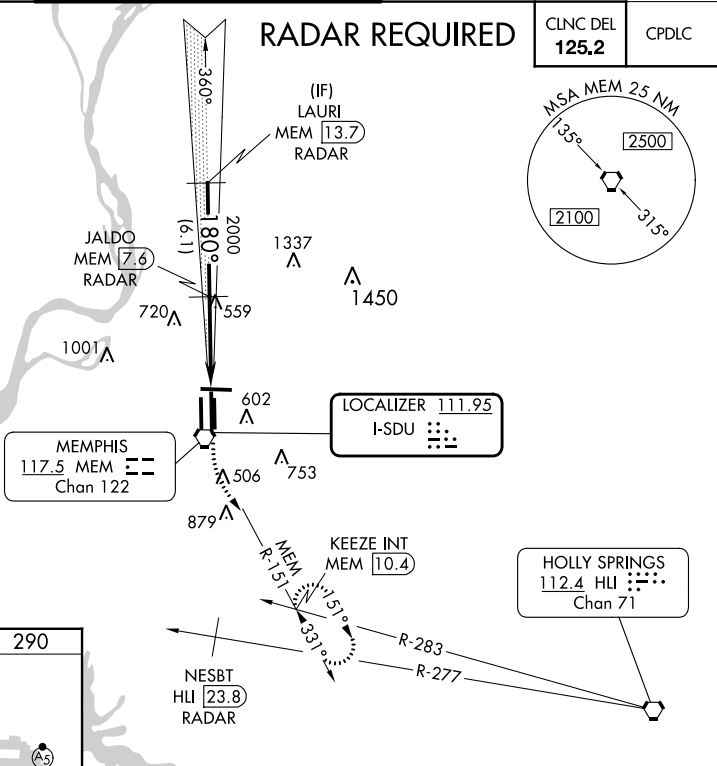 RADAR REQUIRED
CLNC DEL
125.2
CPDLC
MSA MEM 25 NM
135°
2500
2100
315°
360°
(IF)
LAURI
MEM 13.7
RADAR
2000
180°
(6.1)
JALDO
MEM 7.6
RADAR
1337
1450
720
559
1001
602
LOCALIZER 111.95
I-SDU
MEMPHIS
117.5 MEM
Chan 122
506
753
879
KEEZE INT
MEM 10.4
MEM
R-151
151°
331°
HOLLY SPRINGS
112.4 HLI
Chan 71
R-283
R-277
NESBT
HLI 23.8
RADAR
290
A5